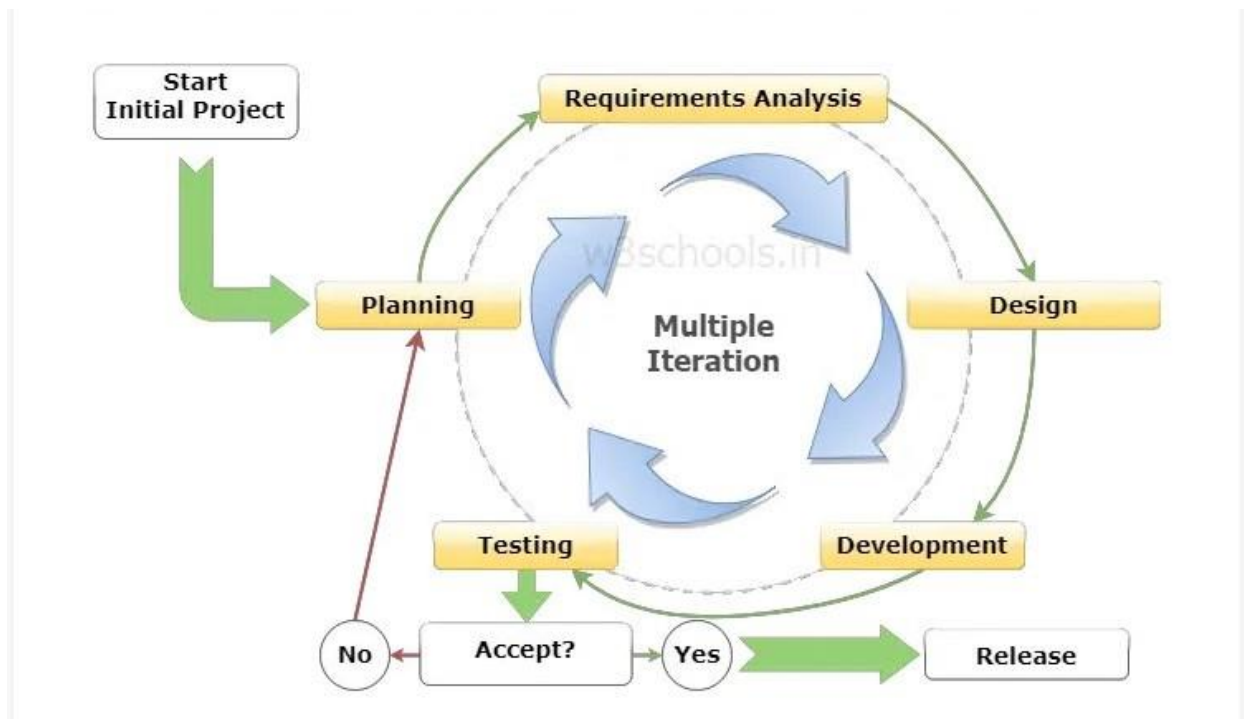 Start
Initial Project
Requirements Analysis
w3schools.in
Planning
Design
Multiple
Iteration
Testing
Development
No
Accept?
Yes
Release